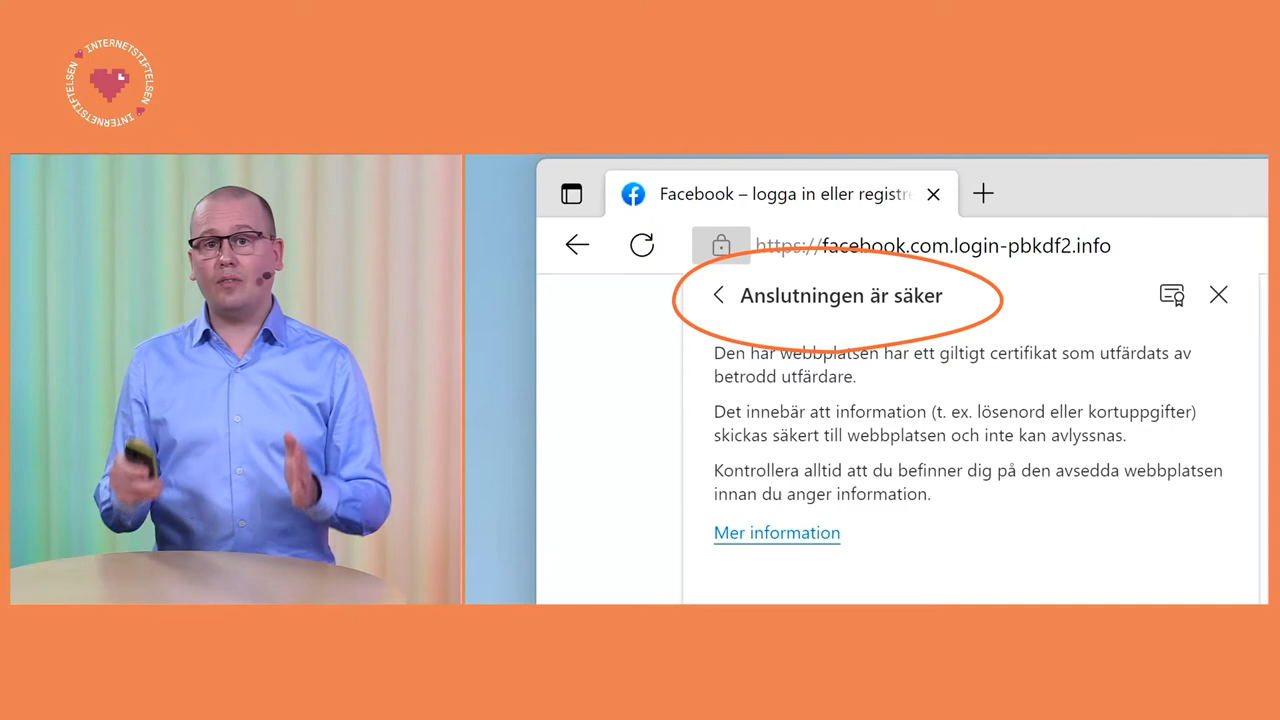 INTERNETSTIFTELSEN
INTERNETSTIFTELSEN
Facebook – logga in eller registre
https://facebook.com.login-pbkdf2.info
Anslutningen är säker
Den här webbplatsen har ett giltigt certifikat som utfärdats av
betrodd utfärdare.
Det innebär att information (t. ex. lösenord eller kortuppgifter)
skickas säkert till webbplatsen och inte kan avlyssnas.
Kontrollera alltid att du befinner dig på den avsedda webbplatsen
innan du anger information.
Mer information